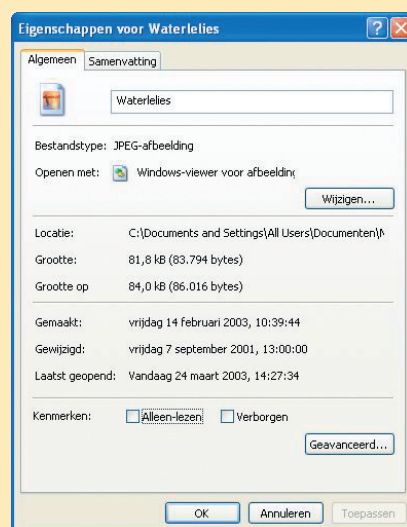 Eigenschappen voor Waterlelies
Algemeen Samenvatting
Waterlelies
Bestandstype: JPEG-afbeelding
Openen met: Windows-viewer voor afbeelding
Wijzigen...
Locatie: C:\Documents and Settings\All Users\Documenten\M
Grootte: 81,8 kB (83.794 bytes)
Grootte op 84,0 kB (86.016 bytes)
Gemaakt: vrijdag 14 februari 2003, 10:39:44
Gewijzigd: vrijdag 7 september 2001, 13:00:00
Laatst geopend: Vandaag 24 maart 2003, 14:27:34
Kenmerken: Alleen-lezen Verborgen
Geavanceerd...
OK Annuleren Toepassen